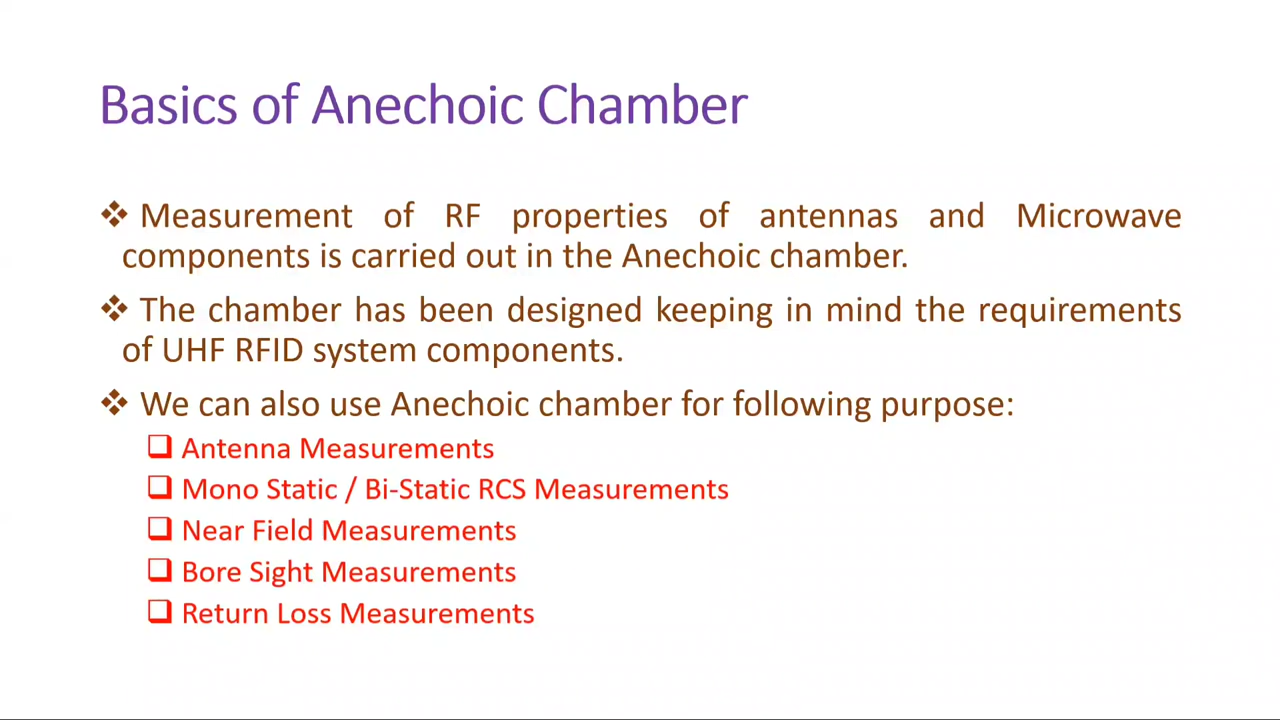 Basics of Anechoic Chamber
❖ Measurement of RF properties of antennas and Microwave
components is carried out in the Anechoic chamber.
❖ The chamber has been designed keeping in mind the requirements
of UHF RFID system components.
❖ We can also use Anechoic chamber for following purpose:
❑ Antenna Measurements
❑ Mono Static / Bi-Static RCS Measurements
❑ Near Field Measurements
❑ Bore Sight Measurements
❑ Return Loss Measurements